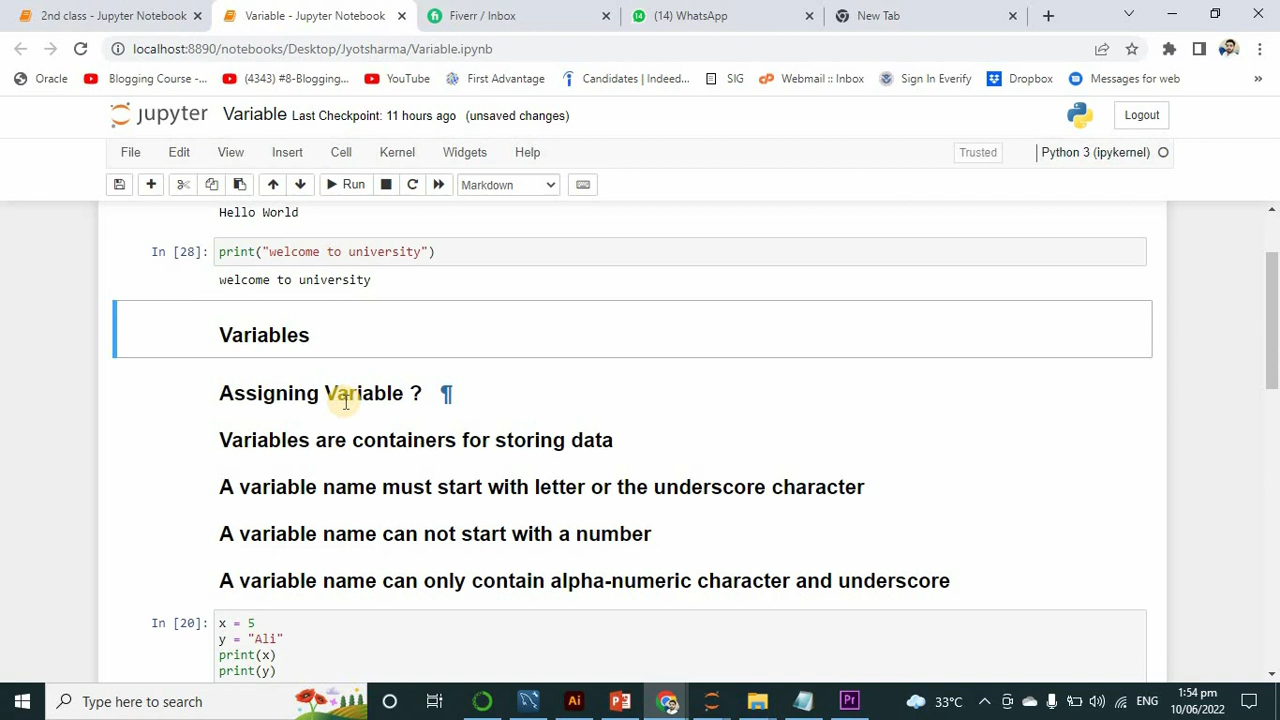 2nd class - Jupyter Notebook
Variable - Jupyter Notebook
Fiverr / Inbox
(14) WhatsApp
New Tab
localhost:8890/notebooks/Desktop/Jyotsharma/Variable.ipynb
Oracle
Blogging Course -...
(4343) #8-Blogging...
YouTube
First Advantage
Candidates | Indeed...
SIG
Webmail :: Inbox
Sign In Everify
Dropbox
Messages for web
»
jupyter Variable Last Checkpoint: 11 hours ago (unsaved changes)
Logout
File Edit View Insert Cell Kernel Widgets Help
Trusted
Python 3 (ipykernel)
Run
Markdown
Hello World
In [28]: print("welcome to university")
welcome to university
Variables
Assigning Variable ? ¶
Variables are containers for storing data
A variable name must start with letter or the underscore character
A variable name can not start with a number
A variable name can only contain alpha-numeric character and underscore
In [20]: x = 5
y = "Ali"
print(x)
print(y)
Type here to search
Ai
Pr
33°C
ENG
1:54 pm
10/06/2022